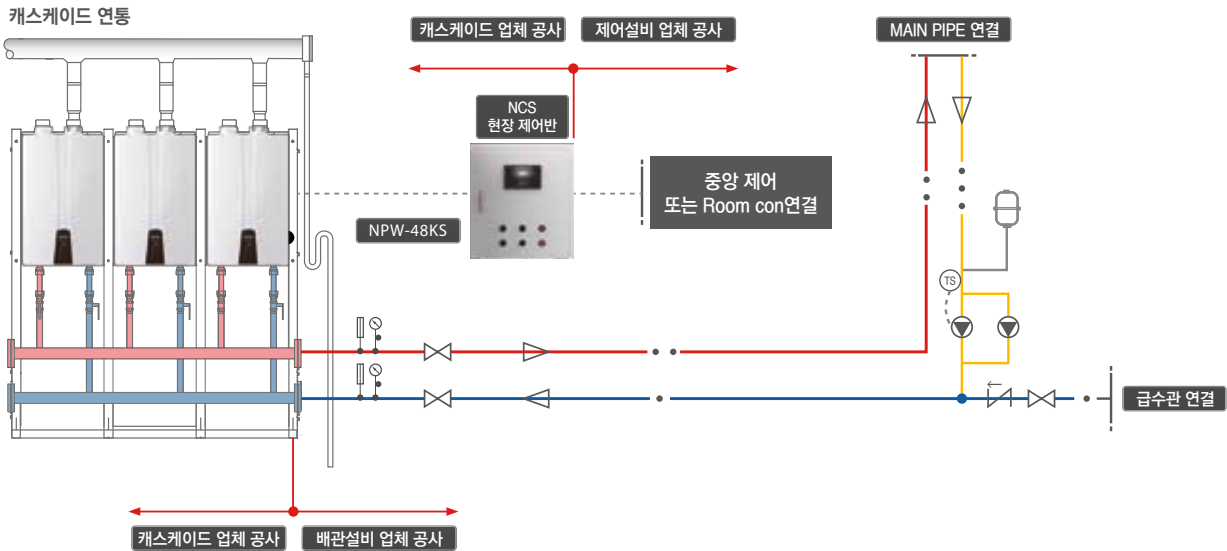 캐스케이드 연통
캐스케이드 업체 공사
제어설비 업체 공사
MAIN PIPE 연결
NCS
현장 제어반
중앙 제어
또는 Room con연결
NPW-48KS
TS
급수관 연결
캐스케이드 업체 공사
배관설비 업체 공사